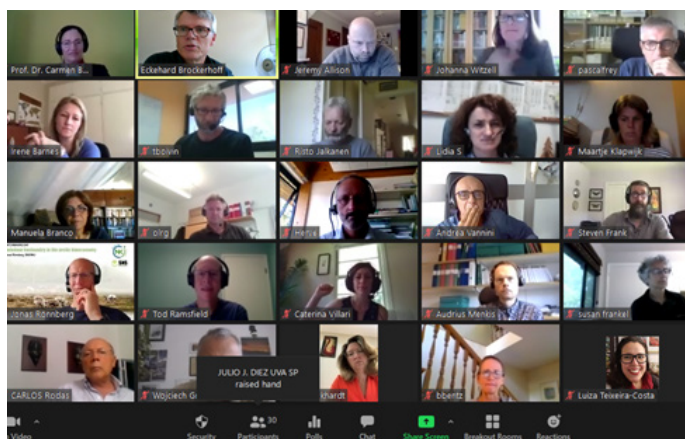 Prof. Dr. Carmen B...
Eckehard Brockerhoff
Jeremy Allison
Johanna Witzell
pascalfrey
Irene Barnes
tboivin
Risto Jalkanen
Lidia S
Maartje Klapwijk
Manuela Branco
olrg
Herve
Andrea Vannini
Steven Frank
Jonas Rönnberg
Tod Ramsfield
Caterina Villari
Audrius Menkis
susan frankel
CARLOS Rodas
Wojciech G
JULIO J. DIEZ UVA SP
raised hand
khardt
bbentz
Luiza Teixeira-Costa
Video
Security
Participants
30
Polls
Chat
Share Screen
Breakout Rooms
Reactions